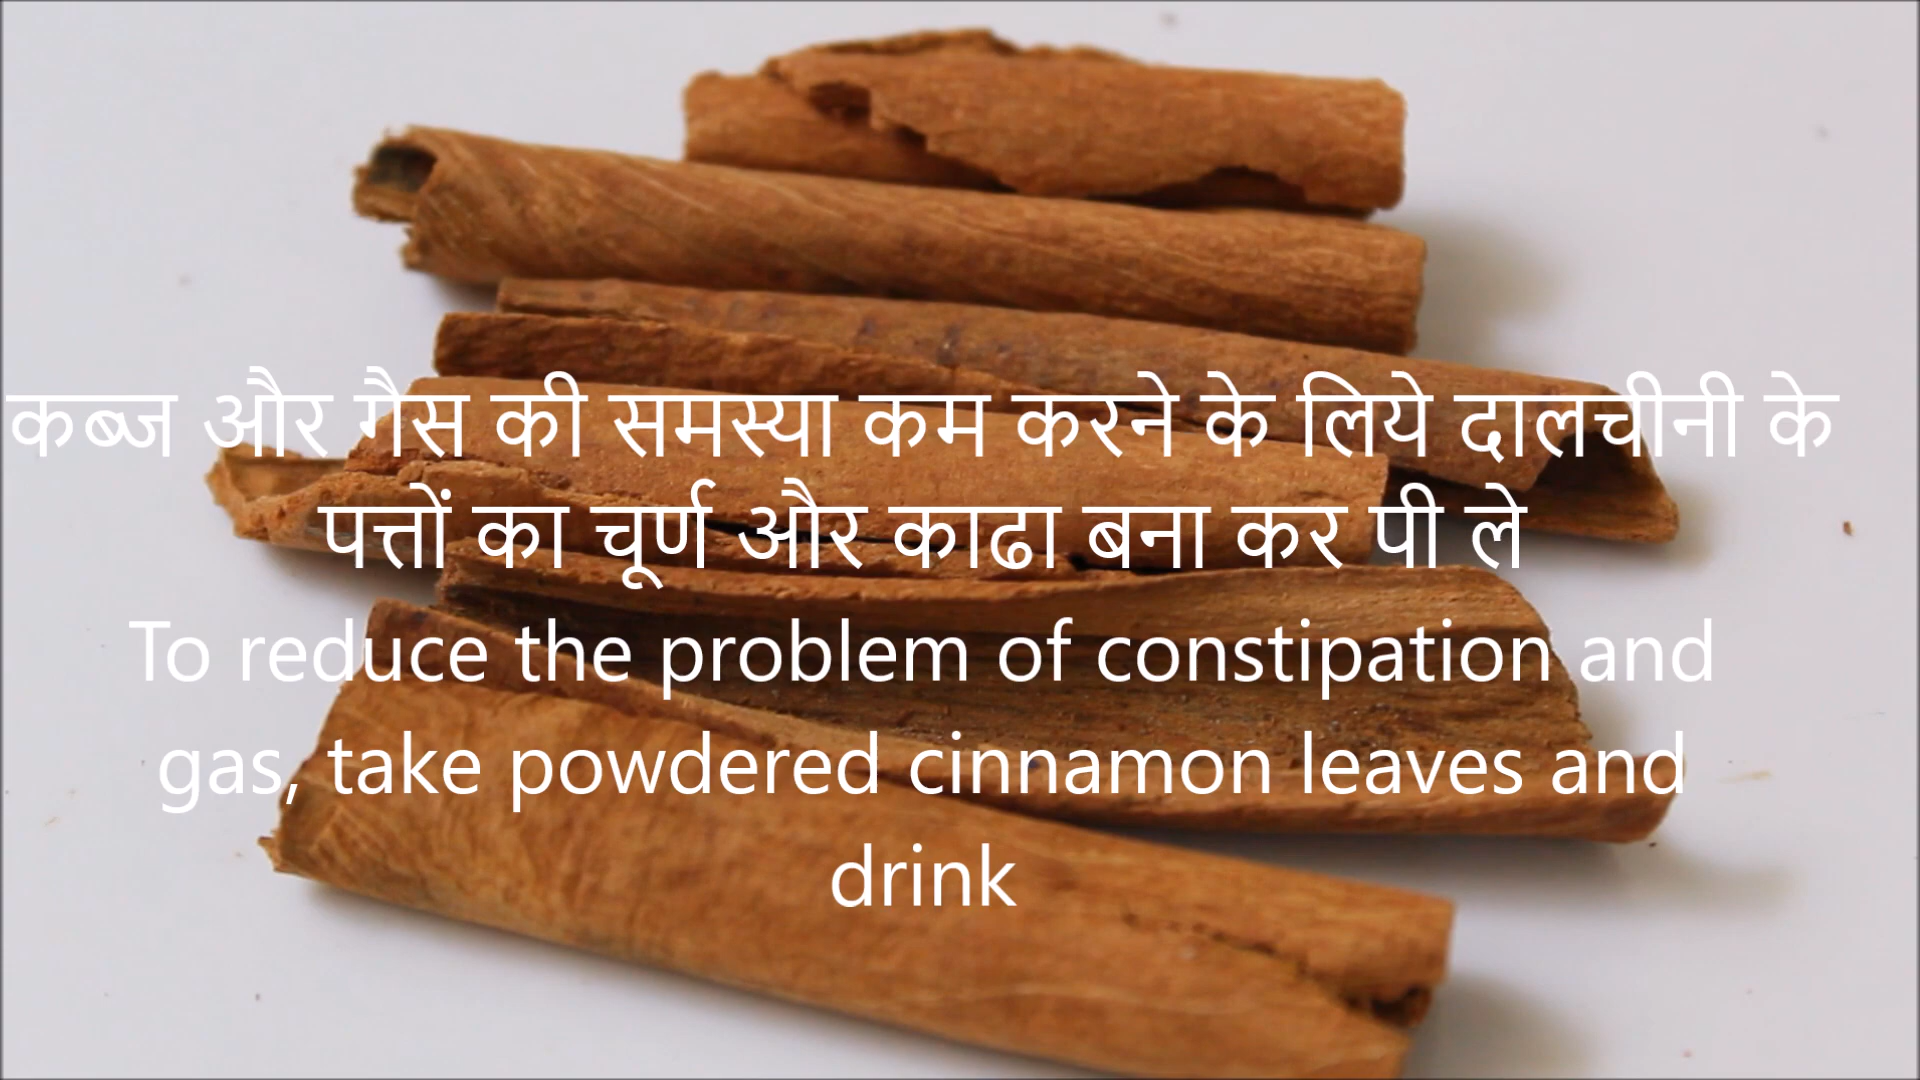 कब्ज और गैस की समस्या कम करने के लिये दालचीनी के
पत्तों का चूर्ण और काढा बना कर पी ले
To reduce the problem of constipation and
gas, take powdered cinnamon leaves and
drink